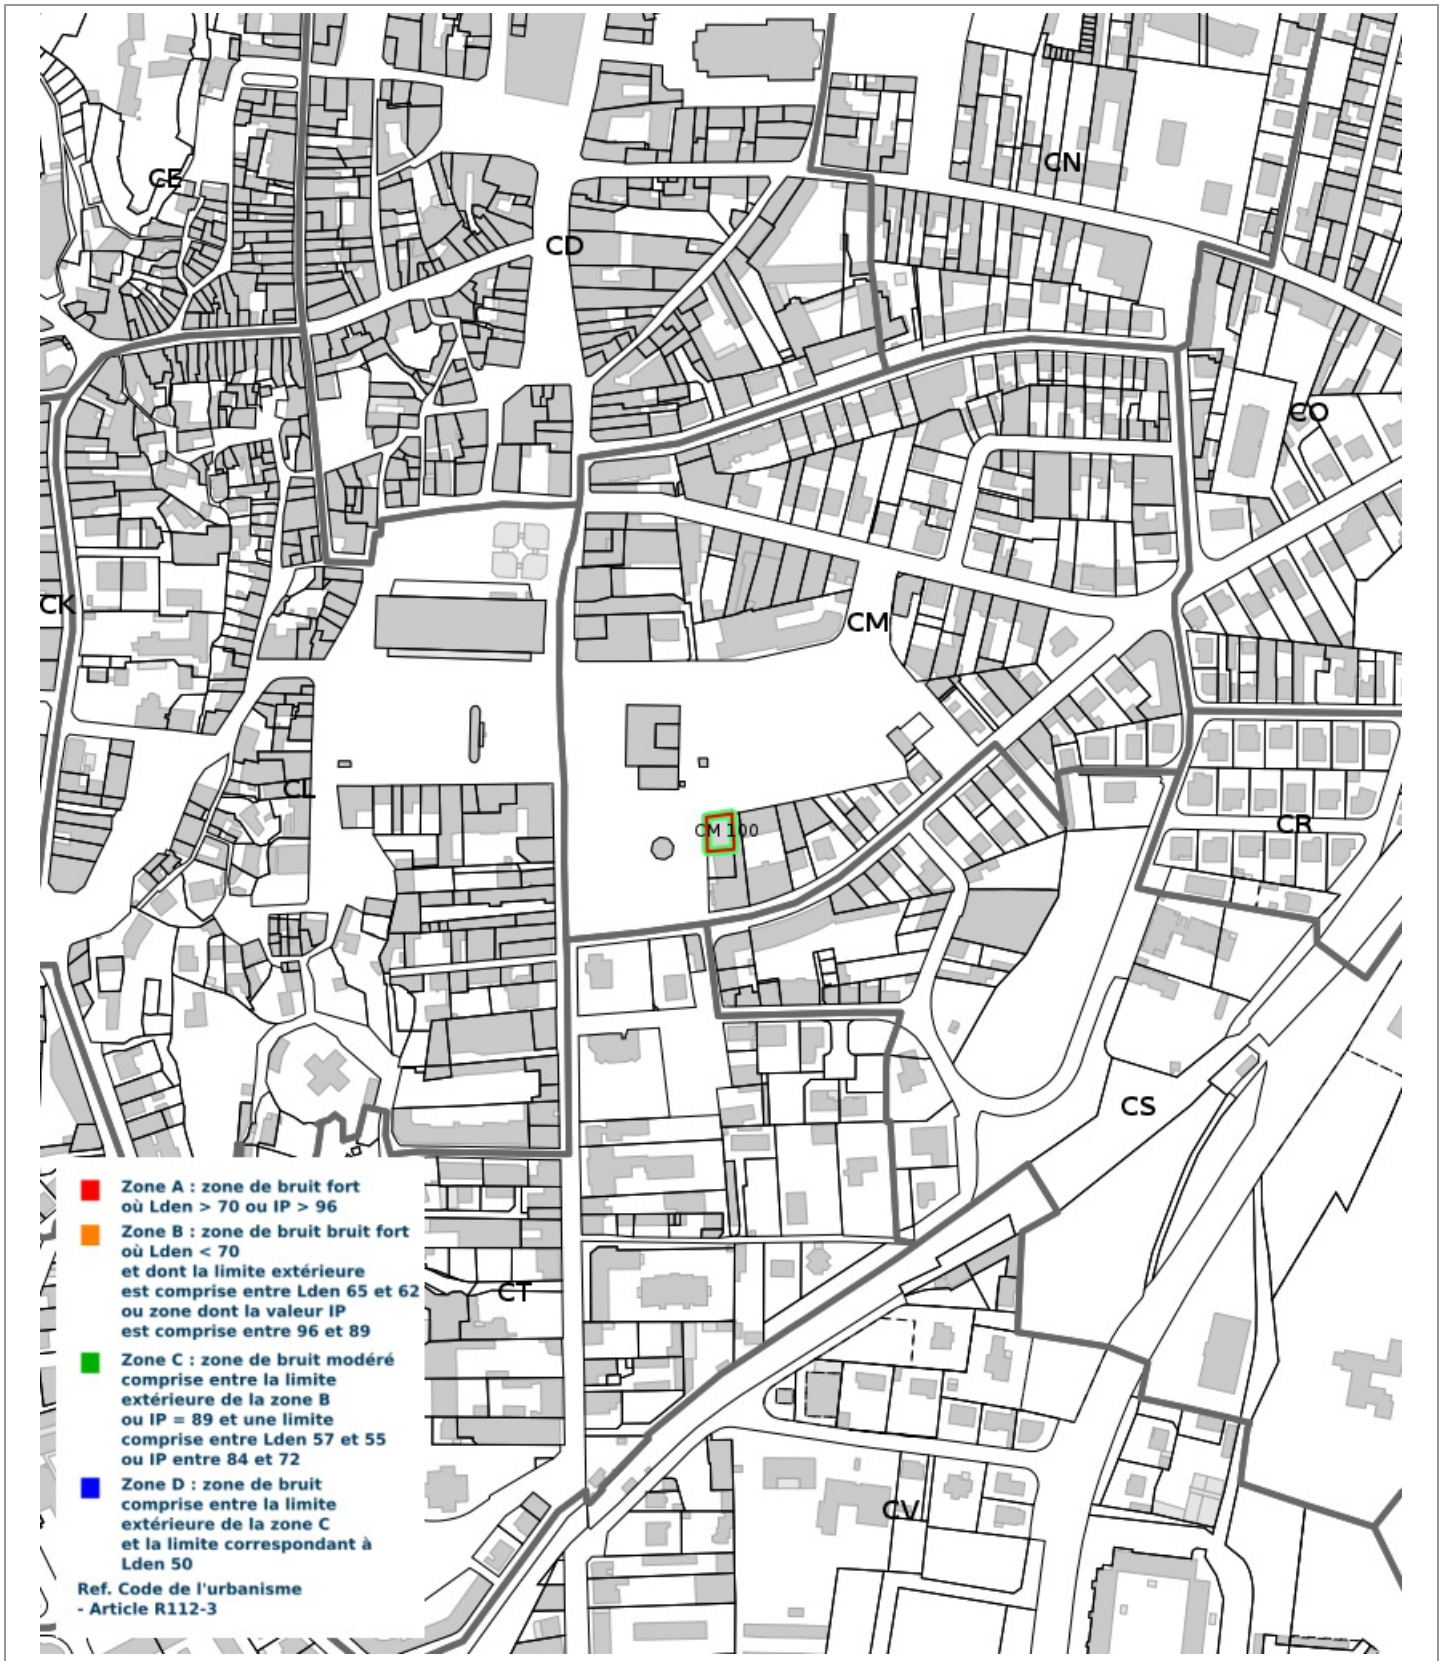 CE
CN
CD
CO
CK
CM
CL
CR
CM 100
CS
CT
CV
Zone A : zone de bruit fort
où Lden > 70 ou IP > 96
Zone B : zone de bruit bruit fort
où Lden < 70
et dont la limite extérieure
est comprise entre Lden 65 et 62
ou zone dont la valeur IP
est comprise entre 96 et 89
Zone C : zone de bruit modéré
comprise entre la limite
extérieure de la zone B
ou IP = 89 et une limite
comprise entre Lden 57 et 55
ou IP entre 84 et 72
Zone D : zone de bruit
comprise entre la limite
extérieure de la zone C
et la limite correspondant à
Lden 50
Ref. Code de l'urbanisme
- Article R112-3